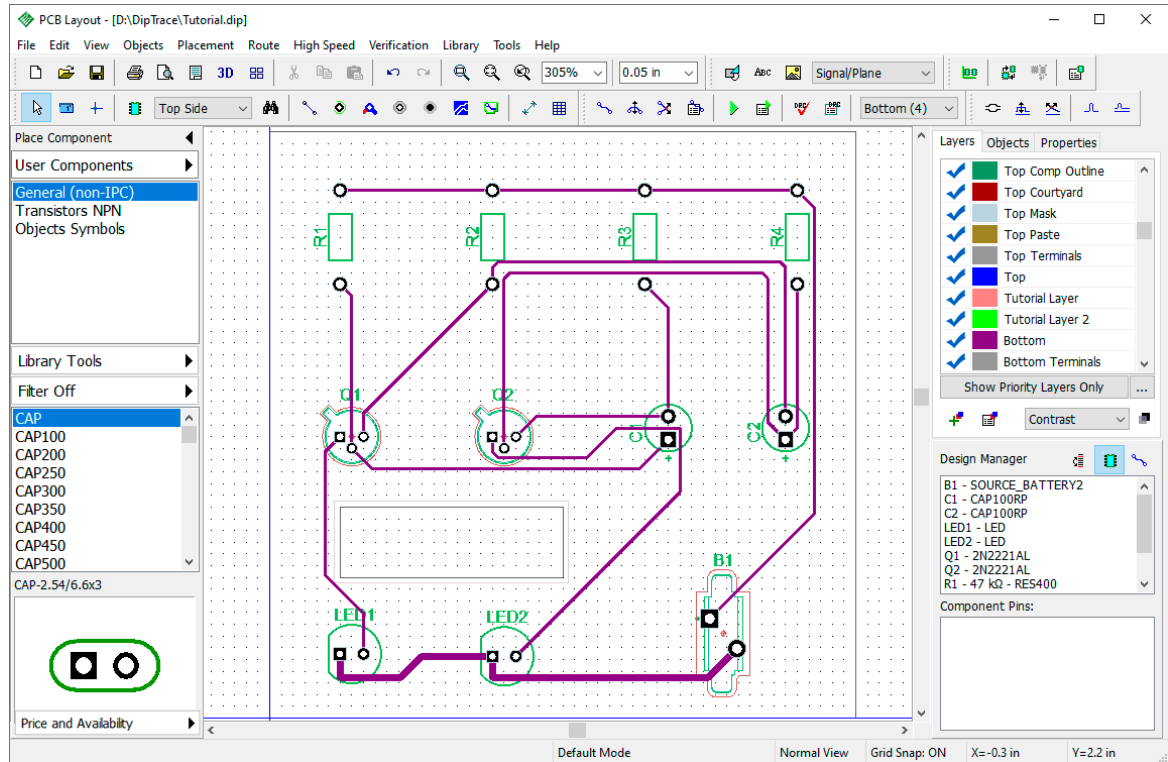 PCB Layout - [D:\DipTrace\Tutorial.dip]
File Edit View Objects Placement Route High Speed Verification Library Tools Help
3D 305% 0.05 in ABC Signal/Plane
Top Side DRC DRC Bottom (4)
Place Component
User Components
General (non-IPC)
Transistors NPN
Objects Symbols
Library Tools
Filter Off
CAP
CAP100
CAP200
CAP250
CAP300
CAP350
CAP400
CAP450
CAP500
CAP-2.54/6.6x3
Price and Availability
R1 R2 R3 R4
Q1 Q2
C1 C2
+ +
B1
LED1 LED2
Layers Objects Properties
Top Comp Outline
Top Courtyard
Top Mask
Top Paste
Top Terminals
Top
Tutorial Layer
Tutorial Layer 2
Bottom
Bottom Terminals
Show Priority Layers Only ...
Contrast
Design Manager
B1 - SOURCE_BATTERY2
C1 - CAP100RP
C2 - CAP100RP
LED1 - LED
LED2 - LED
Q1 - 2N2221AL
Q2 - 2N2221AL
R1 - 47 kΩ - RES400
Component Pins:
Default Mode Normal View Grid Snap: ON X=-0.3 in Y=2.2 in